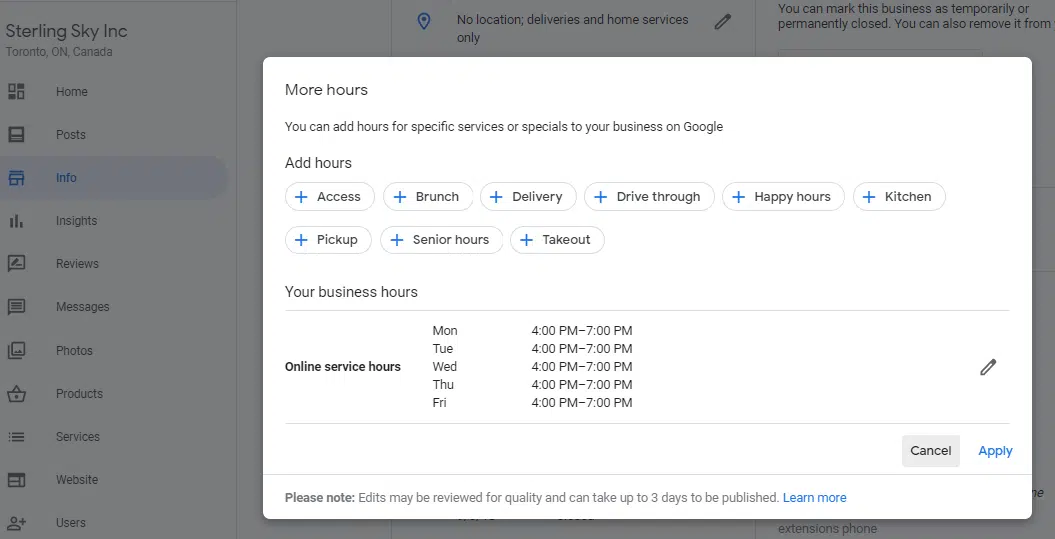 Sterling Sky Inc
Toronto, ON, Canada
Home
Posts
Info
Insights
Reviews
Messages
Photos
Products
Services
Website
Users
No location; deliveries and home services
only
You can mark this business as temporarily or
permanently closed. You can also remove it from
More hours
You can add hours for specific services or specials to your business on Google
Add hours
+ Access + Brunch + Delivery + Drive through + Happy hours + Kitchen
+ Pickup + Senior hours + Takeout
Your business hours
Online service hours
Mon 4:00 PM–7:00 PM
Tue 4:00 PM–7:00 PM
Wed 4:00 PM–7:00 PM
Thu 4:00 PM–7:00 PM
Fri 4:00 PM–7:00 PM
Cancel Apply
Please note: Edits may be reviewed for quality and can take up to 3 days to be published. Learn more
extensions phone